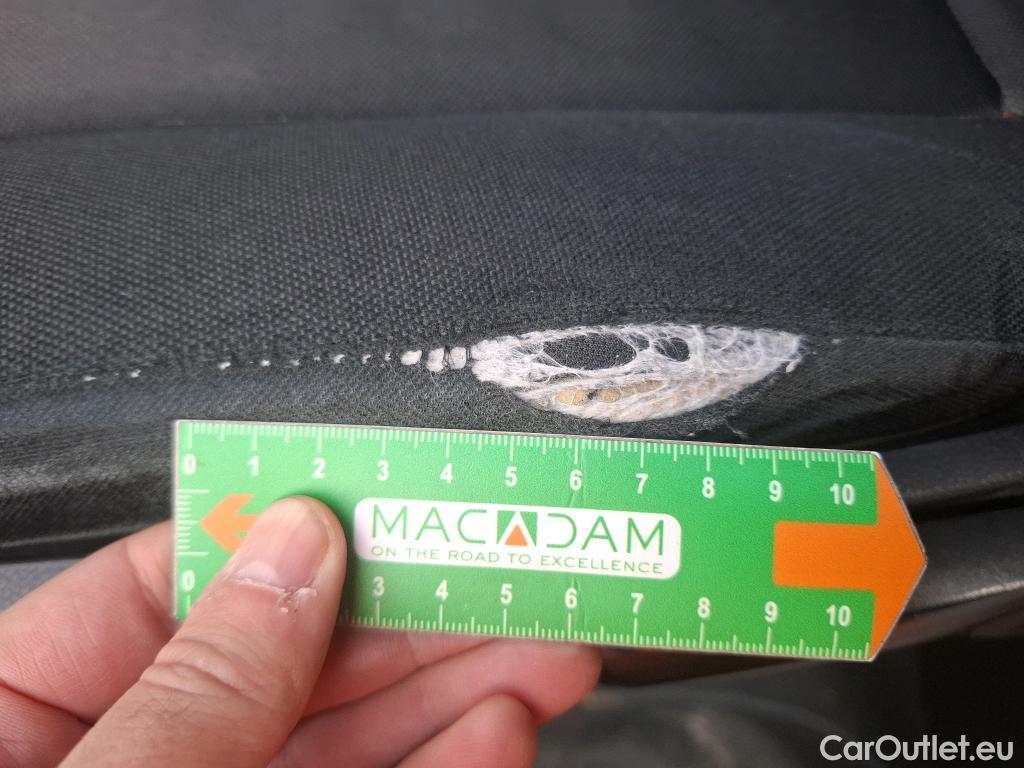 0 1 2 3 4 5 6 7 8 9 10
MACADAM
ON THE ROAD TO EXCELLENCE
0 3 4 5 6 7 8 9 10
CarOutlet.eu